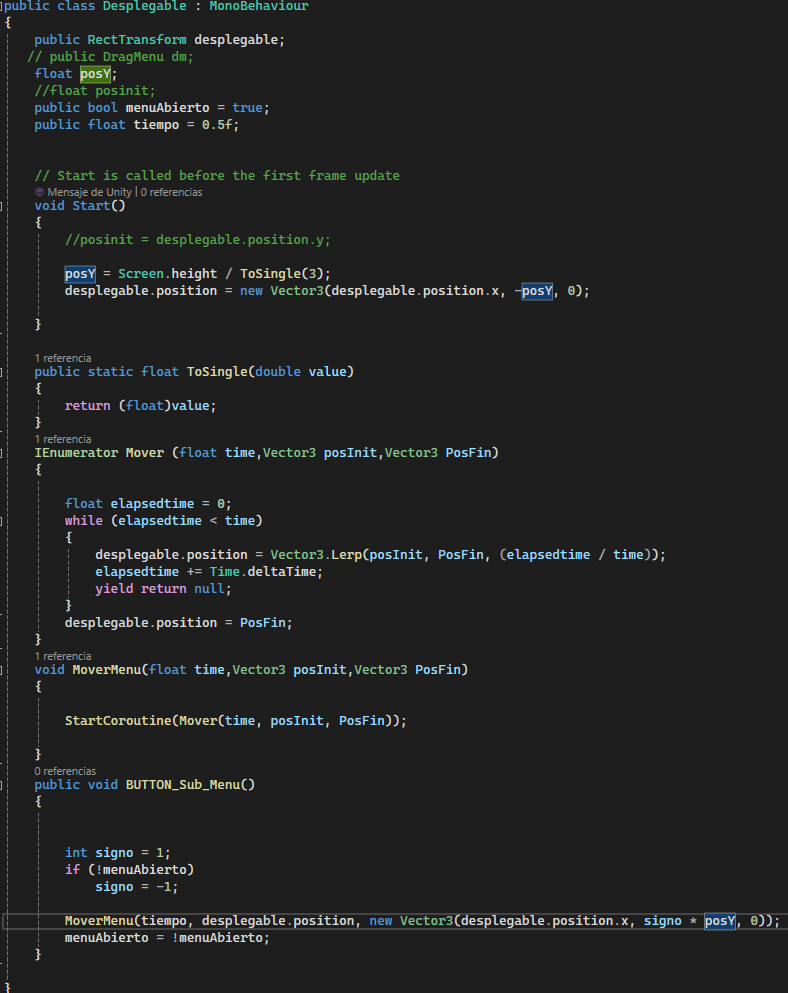 public class Desplegable : MonoBehaviour
{
public RectTransform desplegable;
// public DragMenu dm;
float posY;
//float posinit;
public bool menuAbierto = true;
public float tiempo = 0.5f;
// Start is called before the first frame update
Mensaje de Unity | 0 referencias
void Start()
{
//posinit = desplegable.position.y;
posY = Screen.height / ToSingle(3);
desplegable.position = new Vector3(desplegable.position.x, -posY, 0);
}
1 referencia
public static float ToSingle(double value)
{
return (float)value;
}
1 referencia
IEnumerator Mover (float time,Vector3 posInit,Vector3 PosFin)
{
float elapsedtime = 0;
while (elapsedtime < time)
{
desplegable.position = Vector3.Lerp(posInit, PosFin, (elapsedtime / time));
elapsedtime += Time.deltaTime;
yield return null;
}
desplegable.position = PosFin;
}
1 referencia
void MoverMenu(float time,Vector3 posInit,Vector3 PosFin)
{
StartCoroutine(Mover(time, posInit, PosFin));
}
0 referencias
public void BUTTON_Sub_Menu()
{
int signo = 1;
if (!menuAbierto)
signo = -1;
MoverMenu(tiempo, desplegable.position, new Vector3(desplegable.position.x, signo * posY, 0));
menuAbierto = !menuAbierto;
}
}